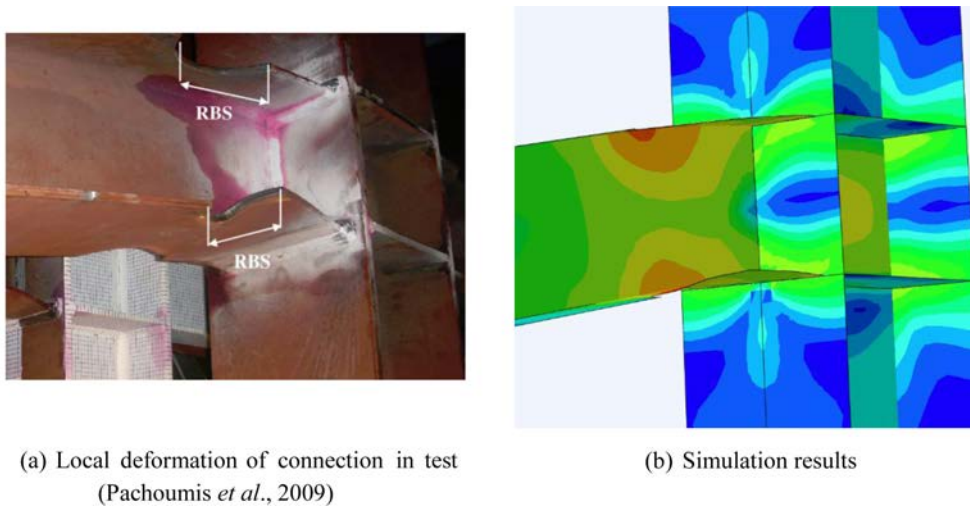 RBS
RBS
(a) Local deformation of connection in test
(Pachoumis et al., 2009)
(b) Simulation results